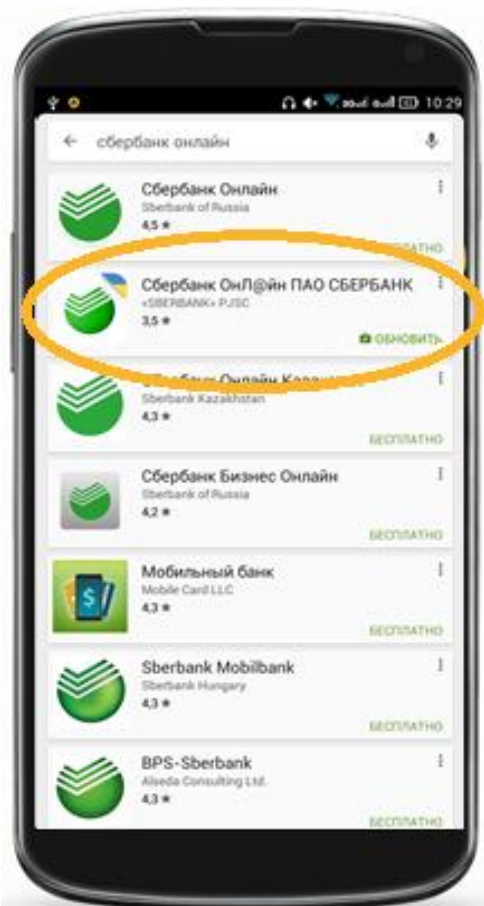 10:29
сбербанк онлайн
Сбербанк Онлайн
Sberbank of Russia
4,5 ★
Сбербанк ОнЛ@йн ПАО СБЕРБАНК
«SBERBANK» PJSC
3,5 ★
ОБНОВИТЬ
Sberbank Kazakhstan
4,3 ★
БЕСПЛАТНО
Сбербанк Бизнес Онлайн
Sberbank of Russia
4,2 ★
БЕСПЛАТНО
Мобильный банк
Mobile Card LLC
4,3 ★
БЕСПЛАТНО
Sberbank Mobilbank
Sberbank Hungary
4,3 ★
БЕСПЛАТНО
BPS-Sberbank
Alseda Consulting Ltd.
4,3 ★
БЕСПЛАТНО